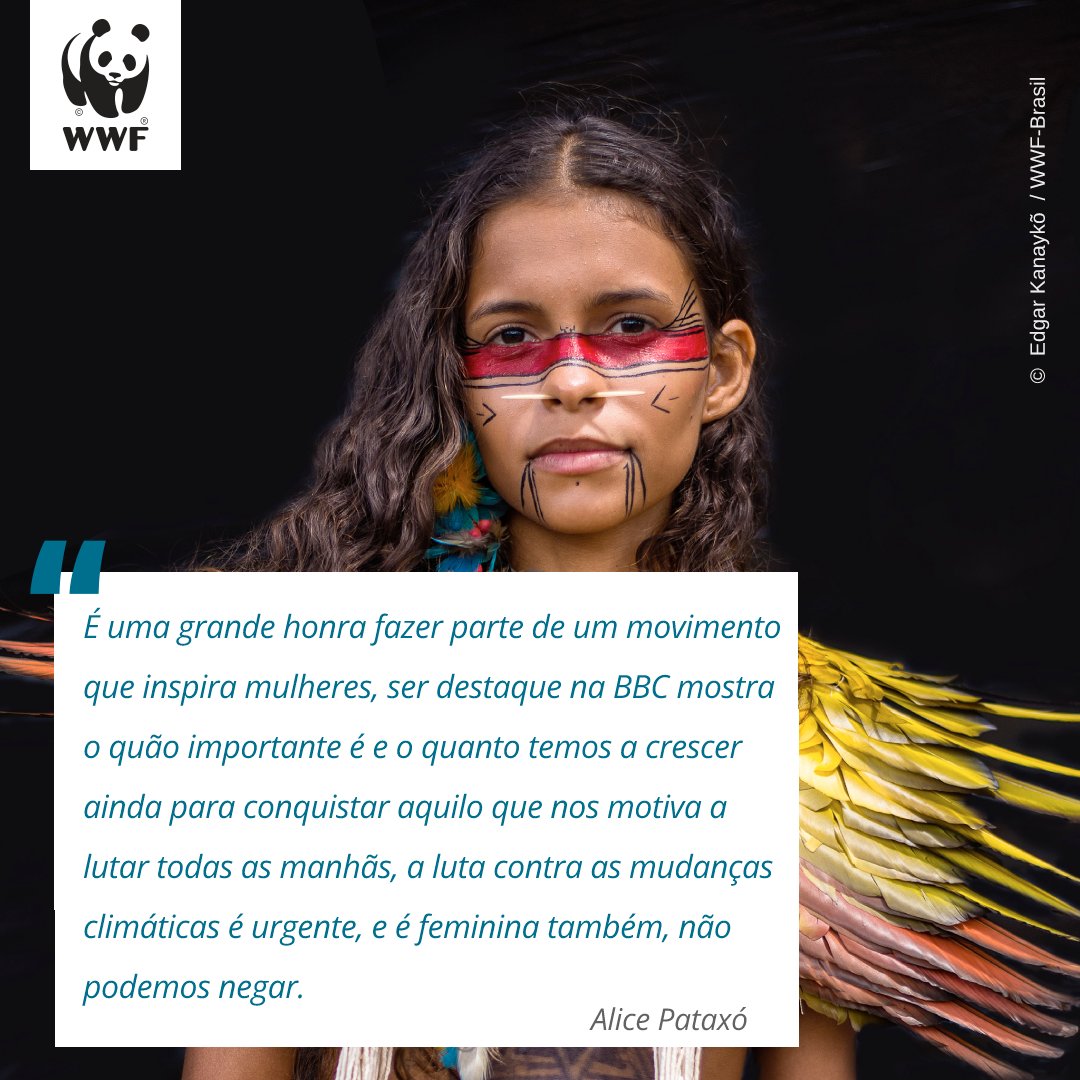 WWF
© Edgar Kanaykõ / WWF-Brasil
É uma grande honra fazer parte de um movimento
que inspira mulheres, ser destaque na BBC mostra
o quão importante é e o quanto temos a crescer
ainda para conquistar aquilo que nos motiva a
lutar todas as manhãs, a luta contra as mudanças
climáticas é urgente, e é feminina também, não
podemos negar.
Alice Pataxó